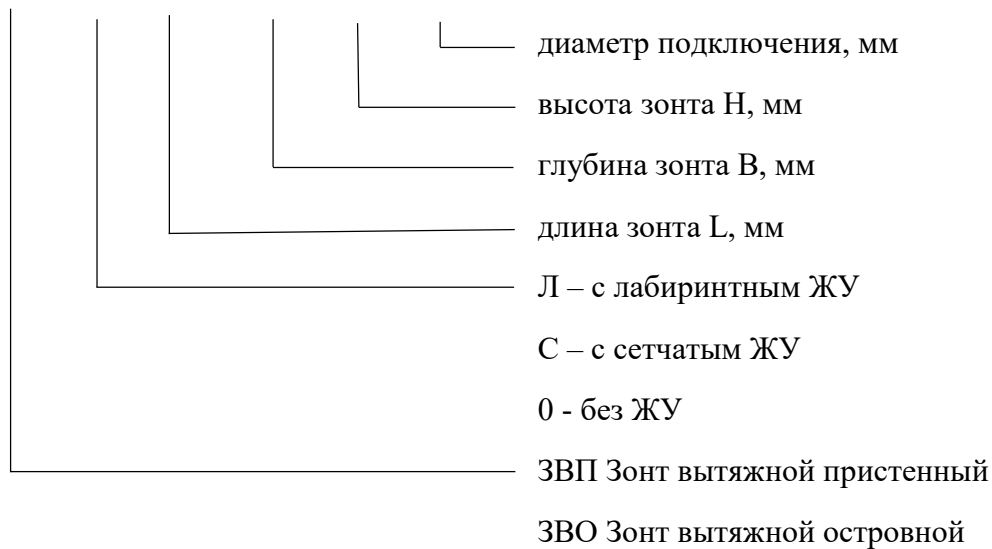 диаметр подключения, мм
высота зонта H, мм
глубина зонта B, мм
длина зонта L, мм
Л – с лабиринтным ЖУ
С – с сетчатым ЖУ
0 - без ЖУ
ЗВП Зонт вытяжной пристенный
ЗВО Зонт вытяжной островной